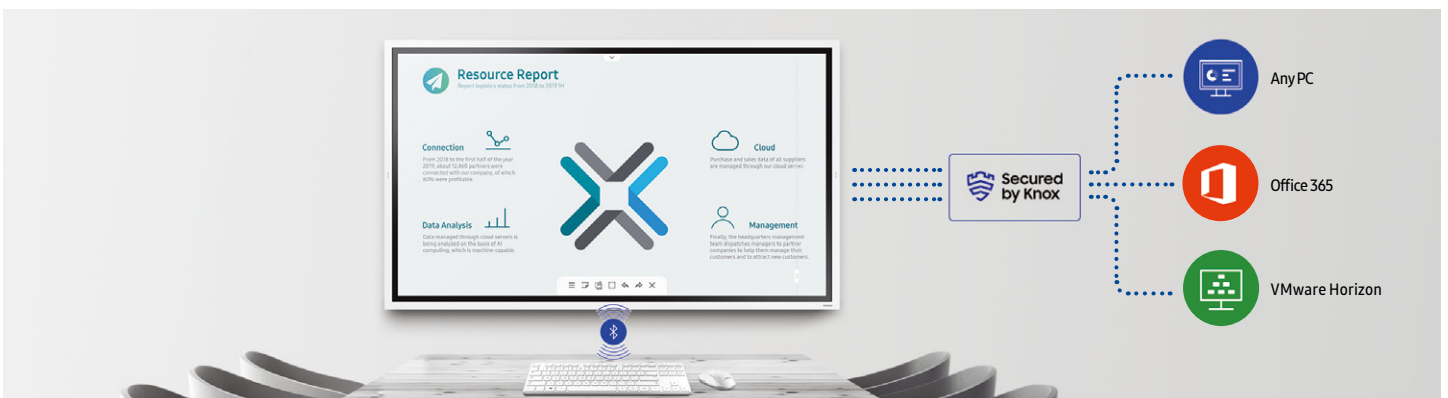 Resource Report
Report logistics status from 2018 to 2019 1H
Connection
From 2018 to the first half of the year
2019, about 12,460 partners were
connected with our company, of which
60% were profitable.
Cloud
Purchase and sales data of all suppliers
are managed through our cloud server.
Data Analysis
Data managed through cloud servers is
being analyzed on the basis of AI
computing, which is machine-capable.
Management
Finally, the headquarters management
team dispatches managers to partner
companies to help them manage their
customers and to attract new customers.
Secured
by Knox
Any PC
Office 365
VMware Horizon